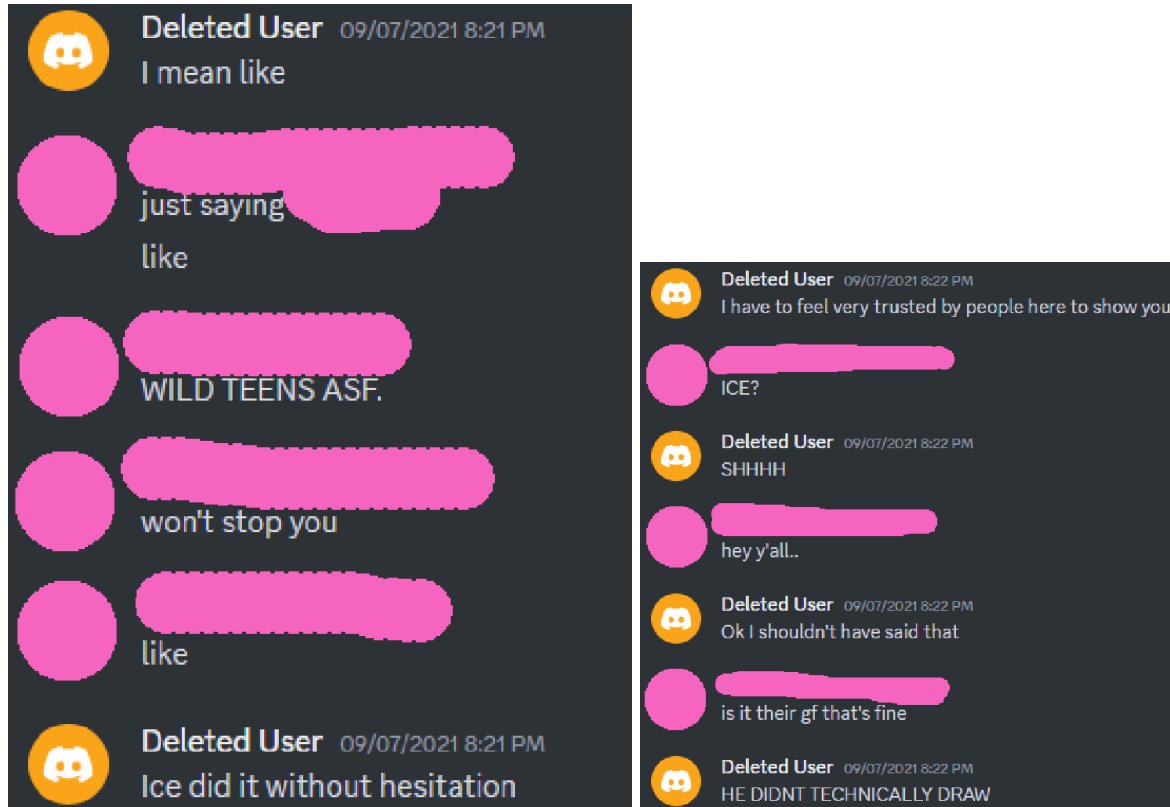 Deleted User 09/07/2021 8:21 PM
I mean like
just saying
like
WILD TEENS ASF.
won't stop you
like
Deleted User 09/07/2021 8:21 PM
Ice did it without hesitation
Deleted User 09/07/2021 8:22 PM
I have to feel very trusted by people here to show you
ICE?
Deleted User 09/07/2021 8:22 PM
SHHHH
hey y'all..
Deleted User 09/07/2021 8:22 PM
Ok I shouldn't have said that
is it their gf that's fine
Deleted User 09/07/2021 8:22 PM
HE DIDNT TECHNICALLY DRAW